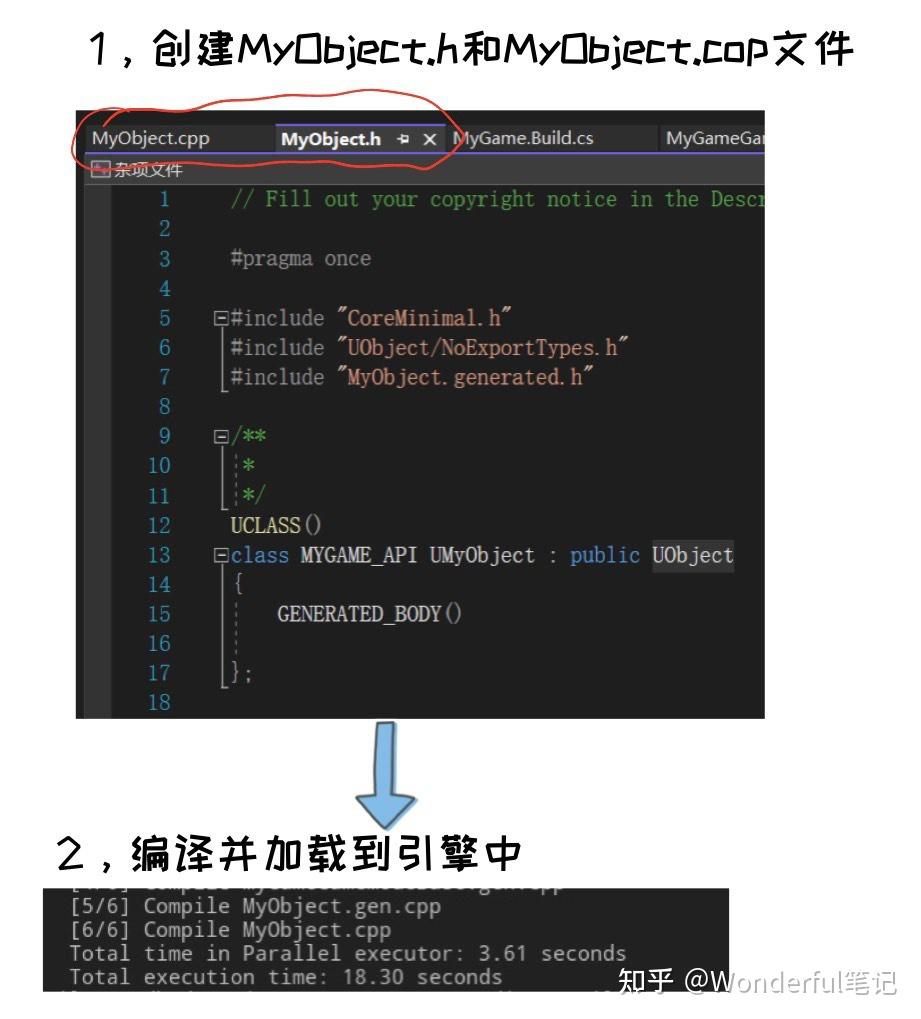 1，创建MyObject.h和MyObject.cop文件
MyObject.cpp MyObject.h MyGame.Build.cs MyGameGa
杂项文件
1 // Fill out your copyright notice in the Descr
2
3 #pragma once
4
5 #include "CoreMinimal.h"
6 #include "UObject/NoExportTypes.h"
7 #include "MyObject.generated.h"
8
9 /**
10 *
11 */
12 UCLASS()
13 class MYGAME_API UMyObject : public UObject
14 {
15 GENERATED_BODY()
16
17 };
18
2，编译并加载到引擎中
[5/6] Compile MyObject.gen.cpp
[6/6] Compile MyObject.cpp
Total time in Parallel executor: 3.61 seconds
Total execution time: 18.30 seconds
知乎 @Wonderful笔记